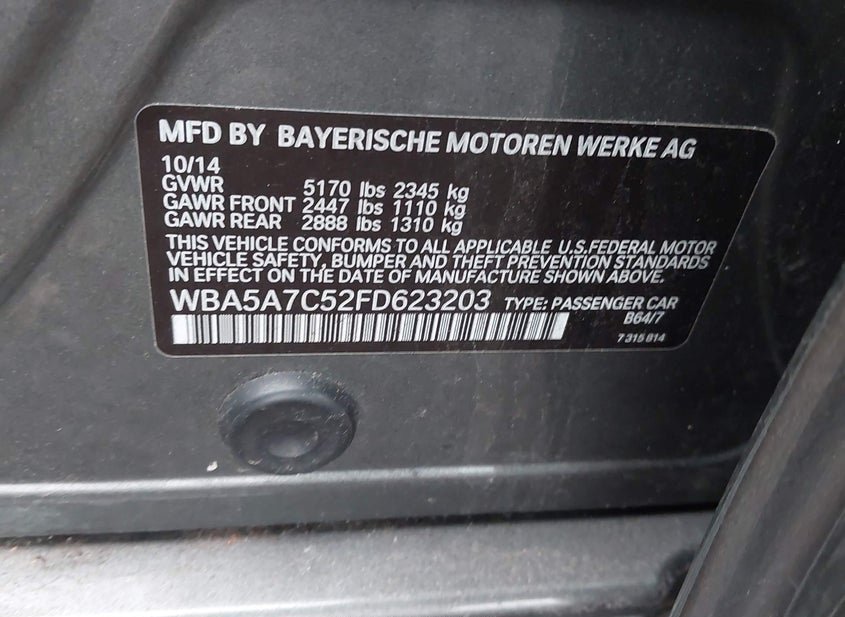 MFD BY BAYERISCHE MOTOREN WERKE AG
10/14
GVWR 5170 lbs 2345 kg
GAWR FRONT 2447 lbs 1110 kg
GAWR REAR 2888 lbs 1310 kg
THIS VEHICLE CONFORMS TO ALL APPLICABLE U.S.FEDERAL MOTOR
VEHICLE SAFETY, BUMPER AND THEFT PREVENTION STANDARDS
IN EFFECT ON THE DATE OF MANUFACTURE SHOWN ABOVE.
WBA5A7C52FD623203 TYPE: PASSENGER CAR
B64/7
7 315 814